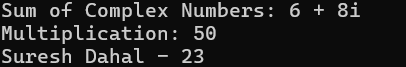 Sum of Complex Numbers: 6 + 8i
Multiplication: 50
Suresh Dahal - 23